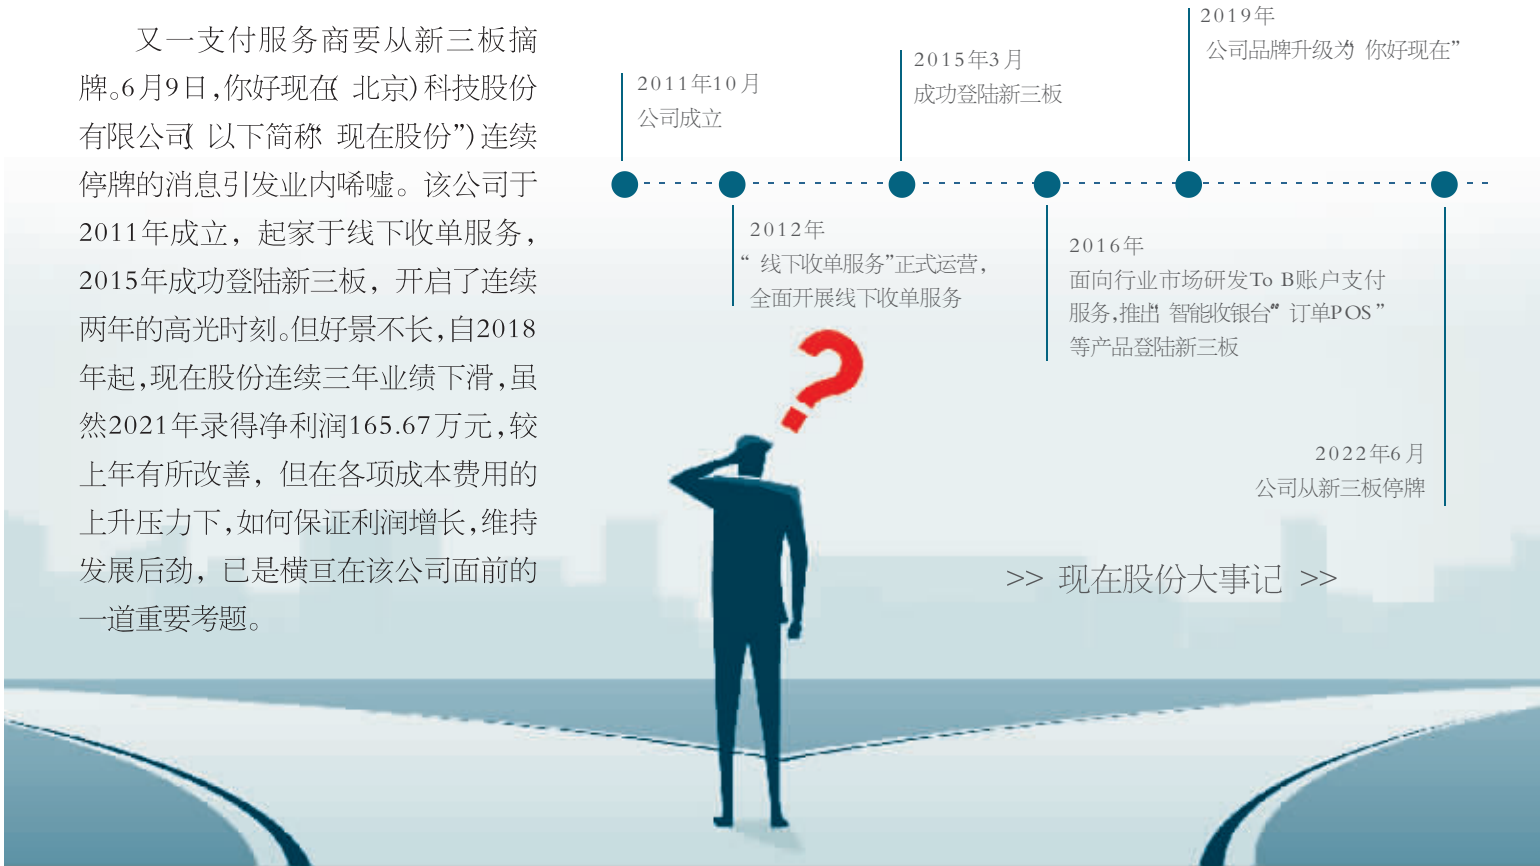 又一支付服务商要从新三板摘
牌。6月9日,你好现在(北京)科技股份
有限公司(以下简称“现在股份”)连续
停牌的消息引发业内唏嘘。该公司于
2011年成立，起家于线下收单服务，
2015年成功登陆新三板，开启了连续
两年的高光时刻。但好景不长,自2018
年起,现在股份连续三年业绩下滑,虽
然2021年录得净利润165.67万元,较
上年有所改善，但在各项成本费用的
上升压力下,如何保证利润增长,维持
发展后劲，已是横亘在该公司面前的
一道重要考题。
2011年10月
公司成立
2012年
“线下收单服务”正式运营，
全面开展线下收单服务
2015年3月
成功登陆新三板
2016年
面向行业市场研发To B账户支付
服务,推出“智能收银台”“订单POS”
等产品登陆新三板
2019年
公司品牌升级为“你好现在”
2022年6月
公司从新三板停牌
>> 现在股份大事记 >>